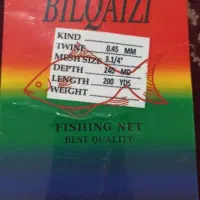 BILQAIZI
KIND
TWINE 0.45 MM
MESH SIZE 3.1/4"
DEPTH 240 MD
LENGTH 200 YDS
WEIGHT
FISHING NET
BEST QUALITY